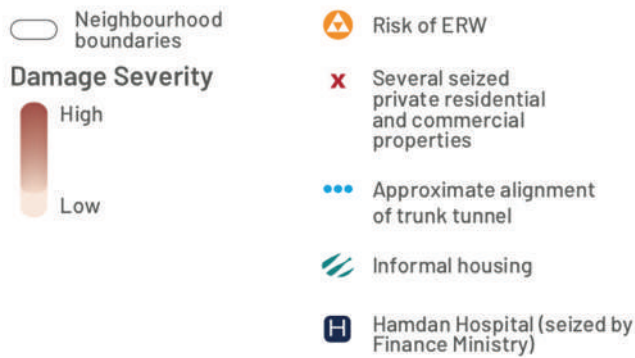 Neighbourhood
boundaries
Damage Severity
High
Low
Risk of ERW
x Several seized
private residential
and commercial
properties
Approximate alignment
of trunk tunnel
Informal housing
H Hamdan Hospital (seized by
Finance Ministry)